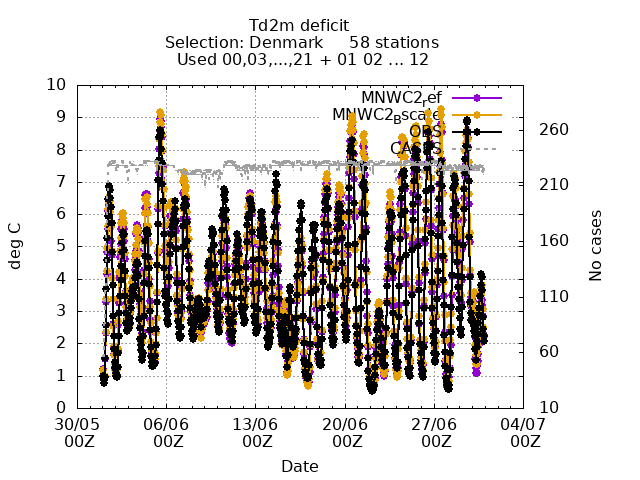 Td2m deficit
Selection: Denmark 58 stations
Used 00,03,...,21 + 01 02 ... 12
10
9
8
7
6
5
4
3
2
1
0
deg C
260
210
160
110
60
10
No cases
MNWC2ref
MNWC2Bscale
OBS
CASES
30/05 06/06 13/06 20/06 27/06 04/07
00Z 00Z 00Z 00Z 00Z 00Z
Date